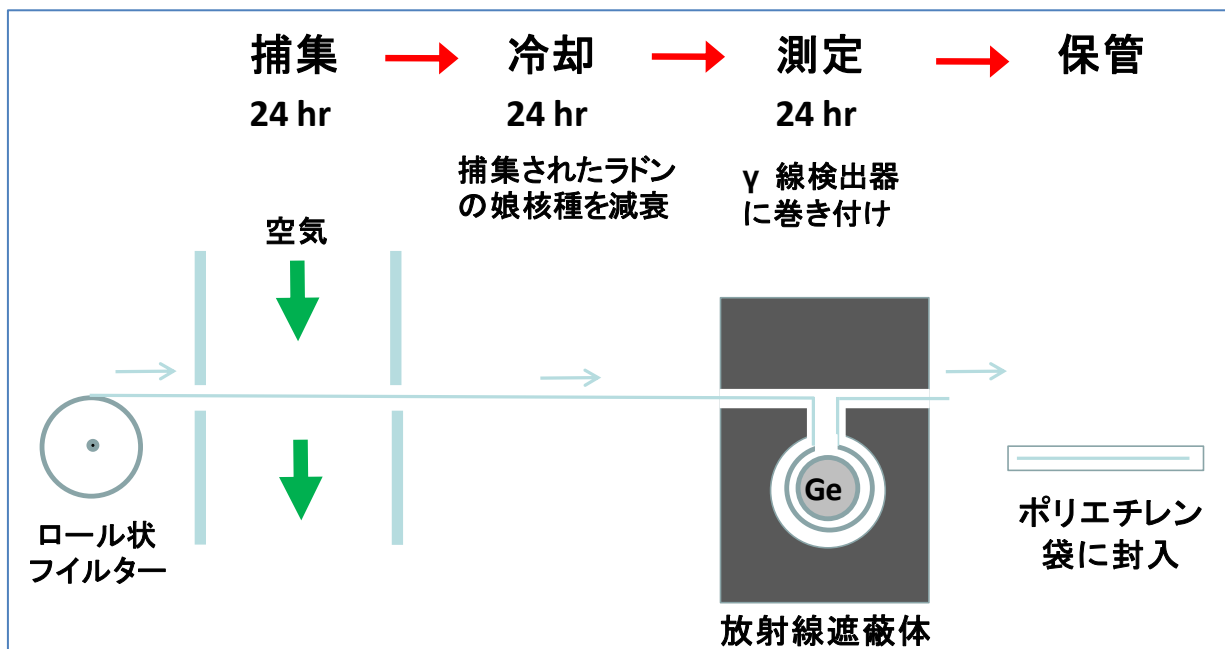 捕集 冷却 測定 保管
24 hr 24 hr 24 hr
捕集されたラドン
の娘核種を減衰
γ 線検出器
に巻き付け
空気
Ge
ロール状
フイルター
ポリエチレン
袋に封入
放射線遮蔽体